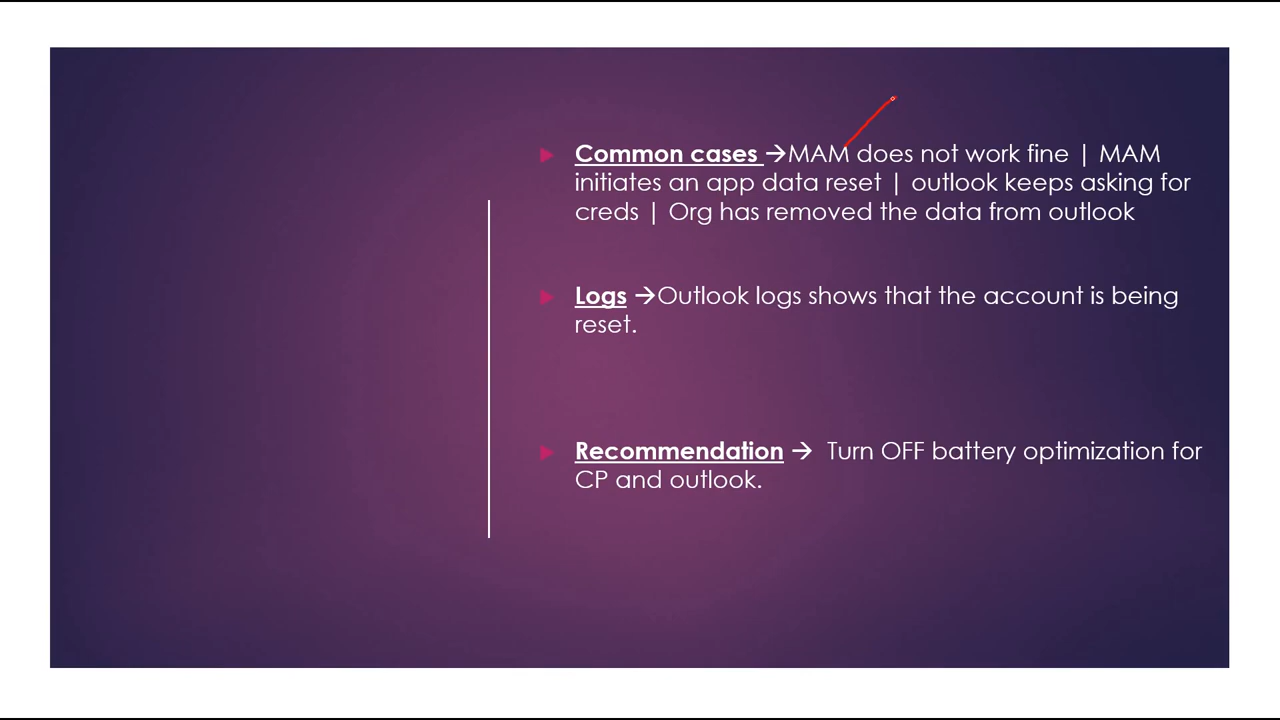 Common cases →MAM does not work fine | MAM
initiates an app data reset | outlook keeps asking for
creds | Org has removed the data from outlook
Logs →Outlook logs shows that the account is being
reset.
Recommendation → Turn OFF battery optimization for
CP and outlook.